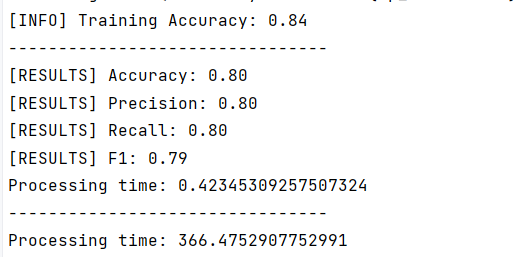 [INFO] Training Accuracy: 0.84
--------------------------------
[RESULTS] Accuracy: 0.80
[RESULTS] Precision: 0.80
[RESULTS] Recall: 0.80
[RESULTS] F1: 0.79
Processing time: 0.42345309257507324
--------------------------------
Processing time: 366.4752907752991